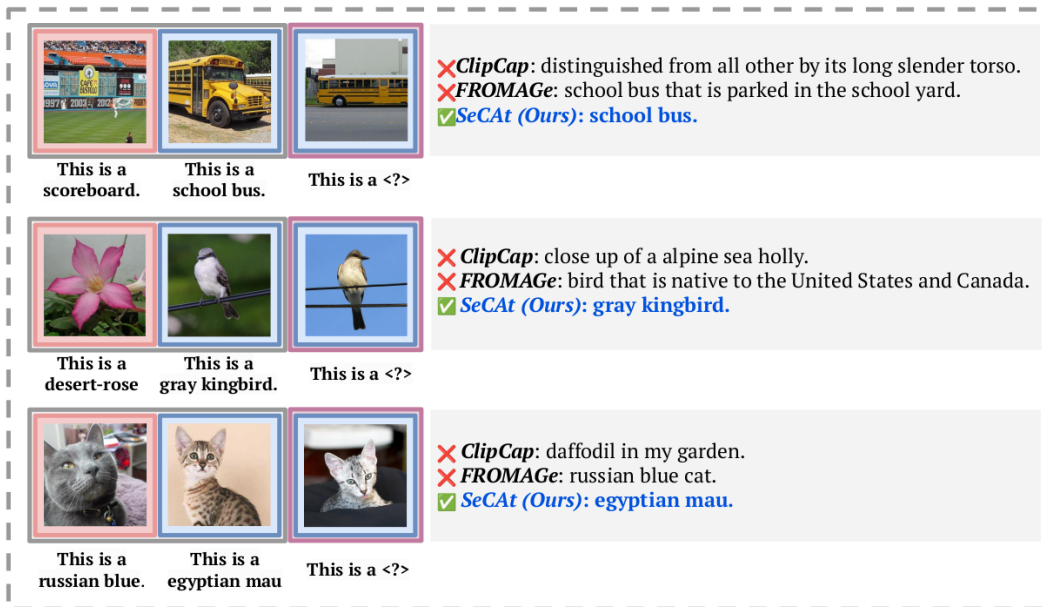 ClipCap: distinguished from all other by its long slender torso.
FROMAGe: school bus that is parked in the school yard.
SeCAt (Ours): school bus.
This is a
scoreboard.
This is a
school bus.
This is a <?>
ClipCap: close up of a alpine sea holly.
FROMAGe: bird that is native to the United States and Canada.
SeCAt (Ours): gray kingbird.
This is a
desert-rose
This is a
gray kingbird.
This is a <?>
ClipCap: daffodil in my garden.
FROMAGe: russian blue cat.
SeCAt (Ours): egyptian mau.
This is a
russian blue.
This is a
egyptian mau
This is a <?>